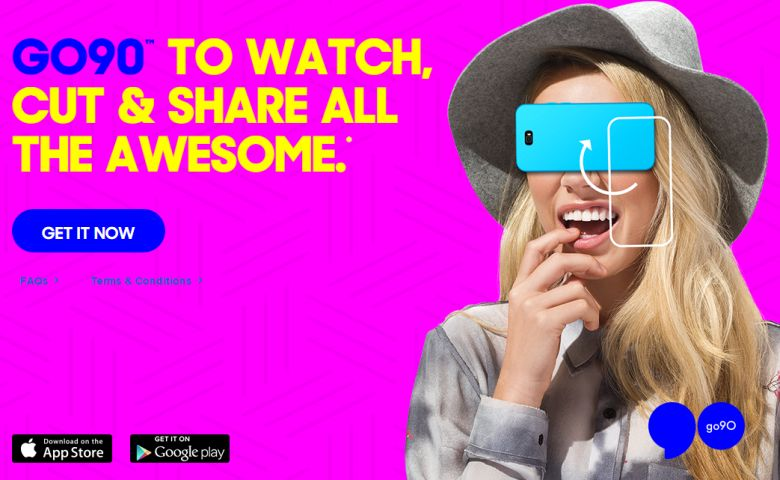 GO90™ TO WATCH,
CUT & SHARE ALL
THE AWESOME.*
GET IT NOW
FAQs >
Terms & Conditions >
Download on the
App Store
GET IT ON
Google play
go90